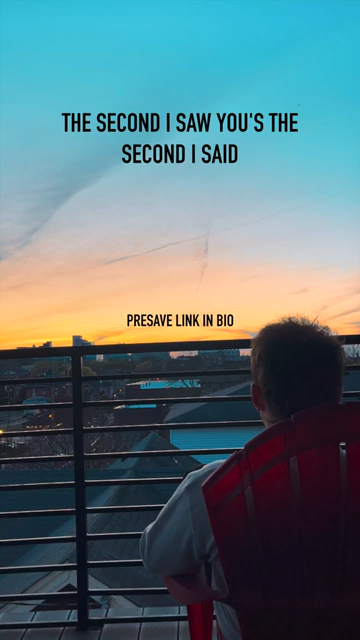 THE SECOND I SAW YOU'S THE
SECOND I SAID
PRESAVE LINK IN BIO